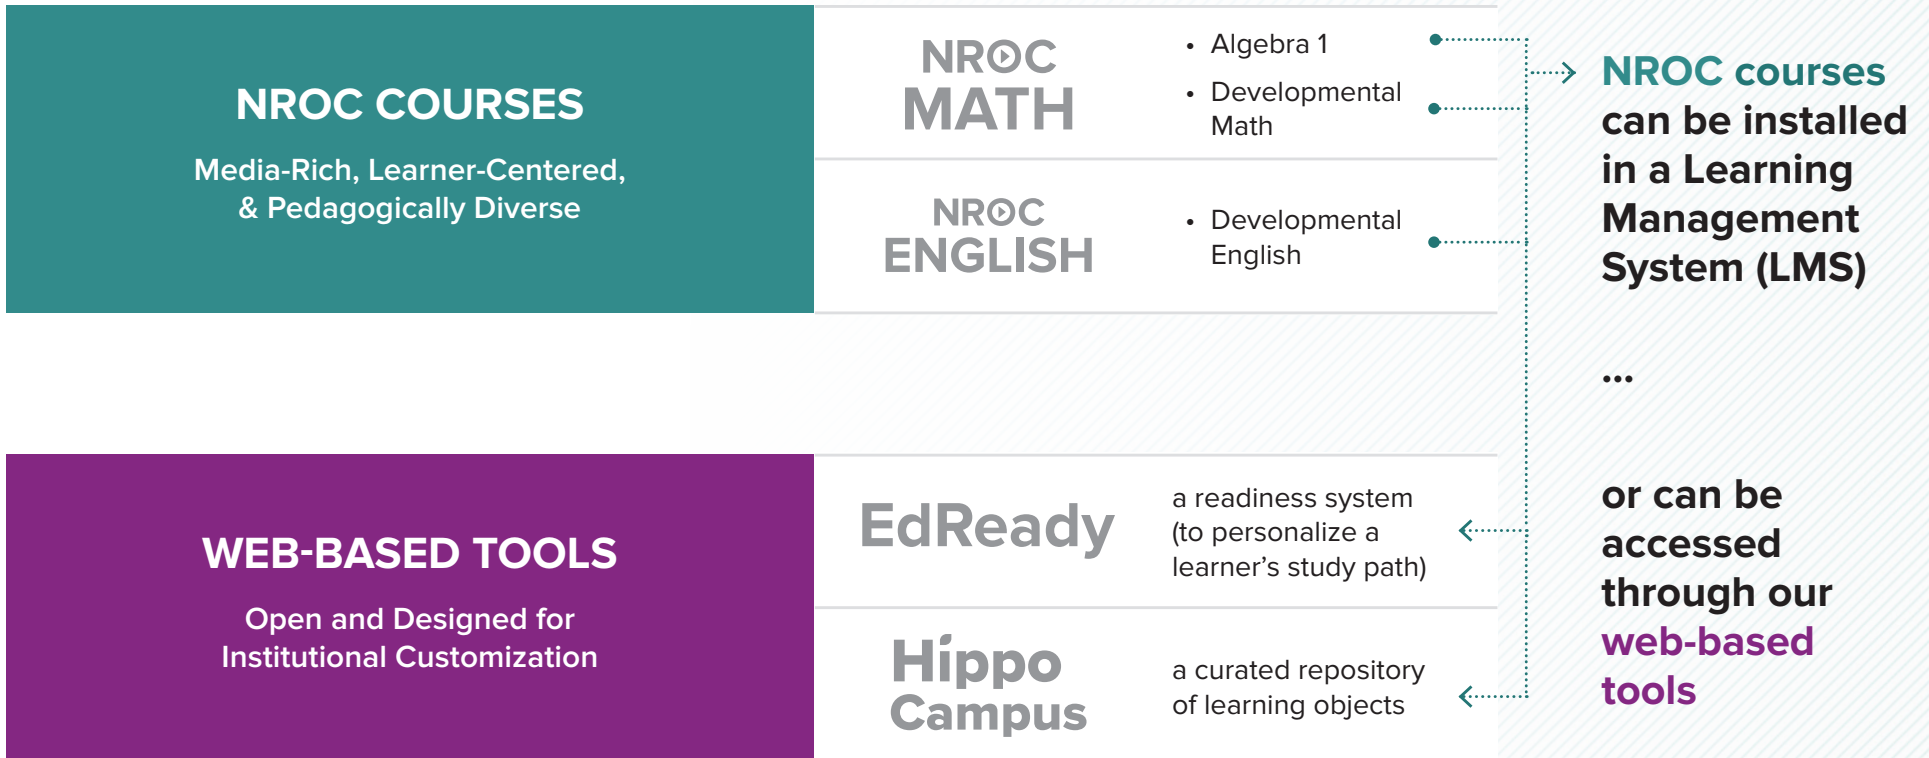 NROC COURSES
Media-Rich, Learner-Centered,
& Pedagogically Diverse
NROC
MATH
• Algebra 1
• Developmental
Math
NROC
ENGLISH
• Developmental
English
NROC courses
can be installed
in a Learning
Management
System (LMS)
...
or can be
accessed
through our
web-based
tools
WEB-BASED TOOLS
Open and Designed for
Institutional Customization
EdReady
a readiness system
(to personalize a
learner’s study path)
Hippo
Campus
a curated repository
of learning objects